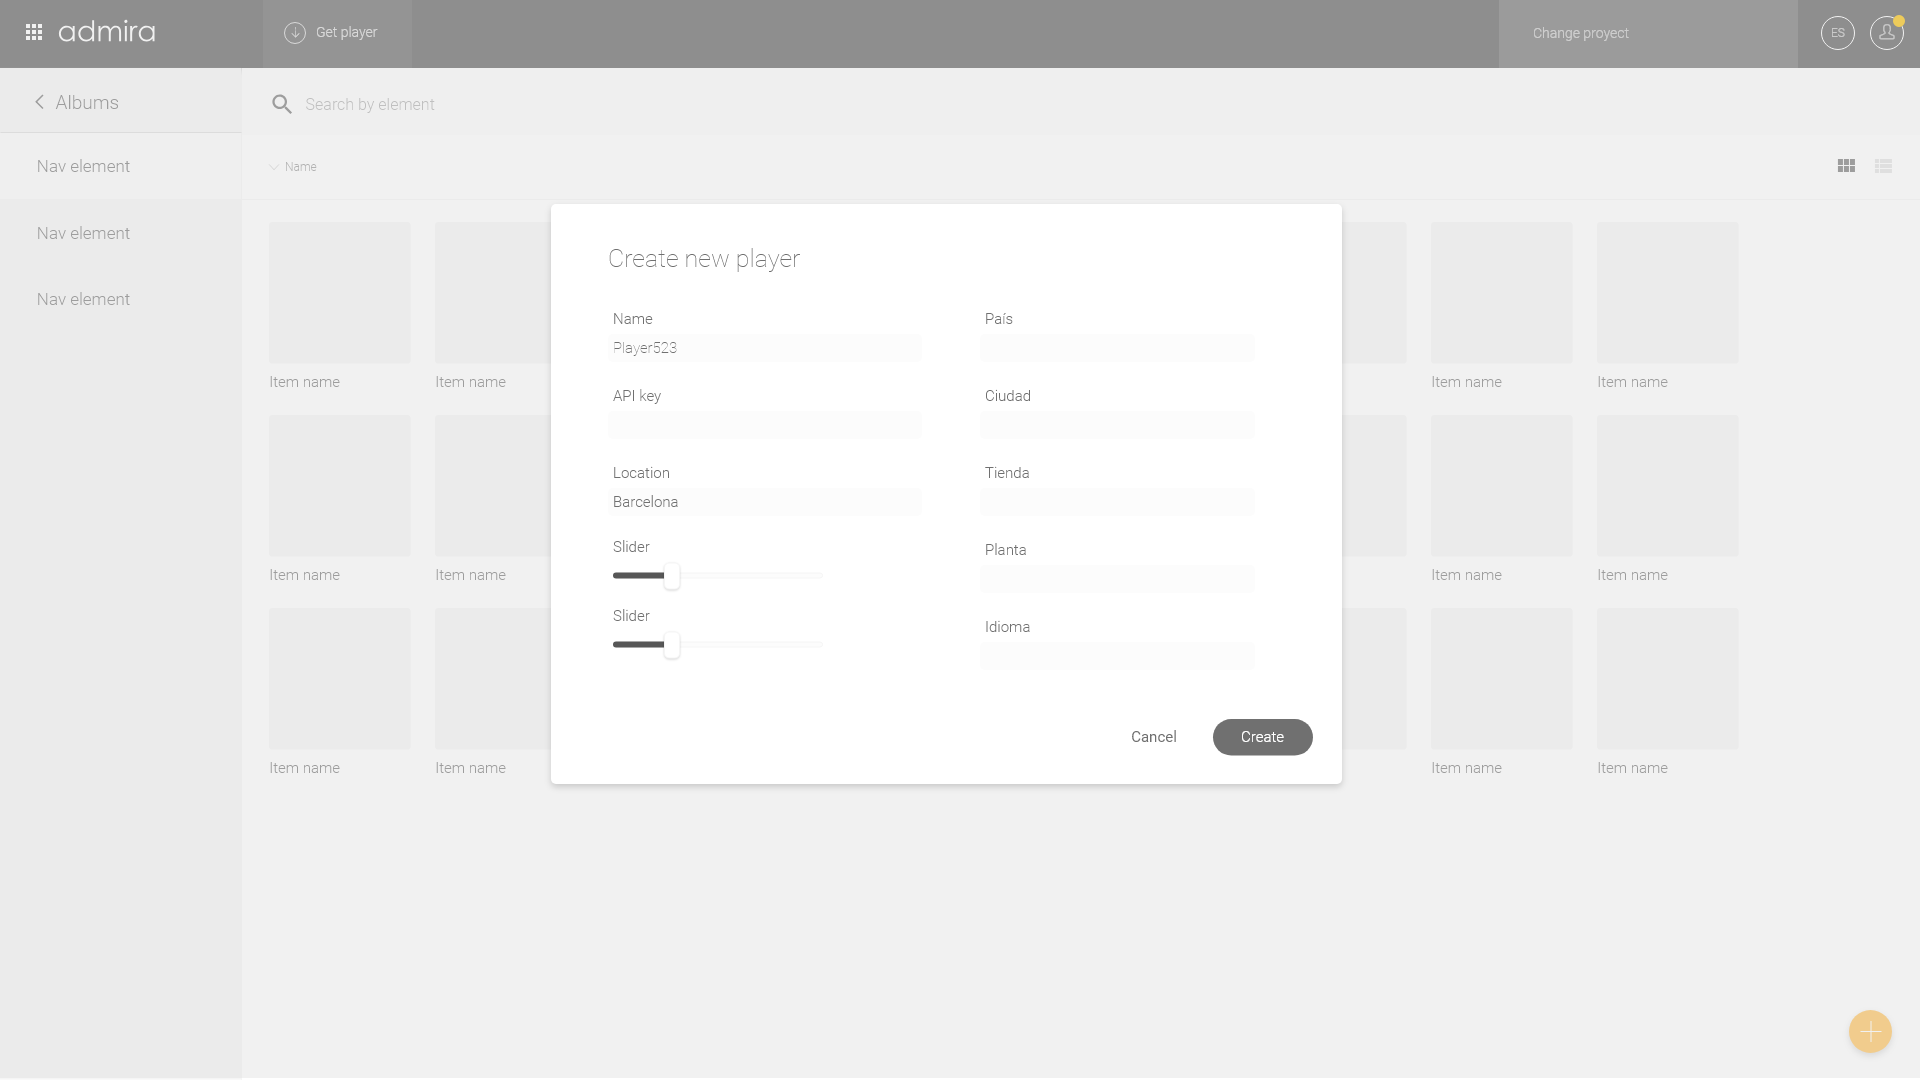 admira
Get player
Change proyect
ES
Albums
Search by element
Nav element
Name
Nav element
Nav element
Create new player
Name
Player523
País
API key
Ciudad
Location
Barcelona
Tienda
Slider
Planta
Slider
Idioma
Cancel
Create
Item name
Item name
Item name
Item name
Item name
Item name
Item name
Item name
Item name
Item name
Item name
Item name